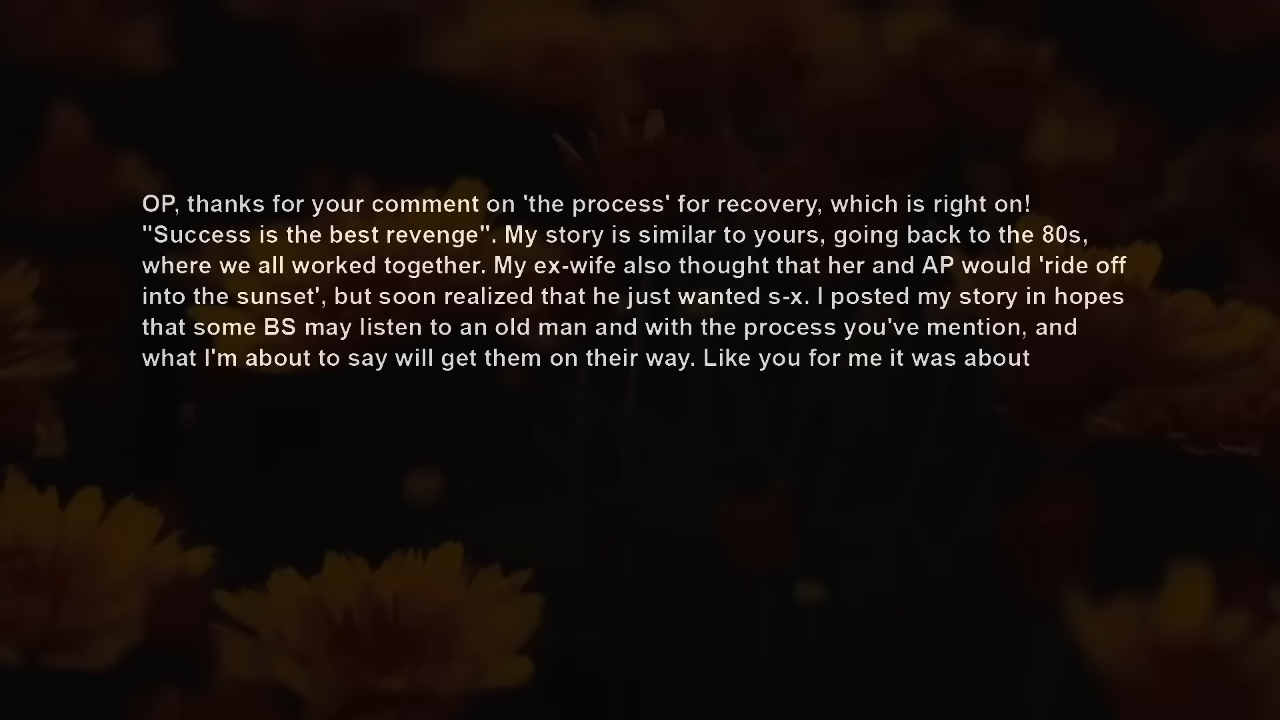 OP, thanks for your comment on 'the process' for recovery, which is right on!
"Success is the best revenge". My story is similar to yours, going back to the 80s,
where we all worked together. My ex-wife also thought that her and AP would 'ride off
into the sunset', but soon realized that he just wanted s-x. I posted my story in hopes
that some BS may listen to an old man and with the process you've mention, and
what I'm about to say will get them on their way. Like you for me it was about